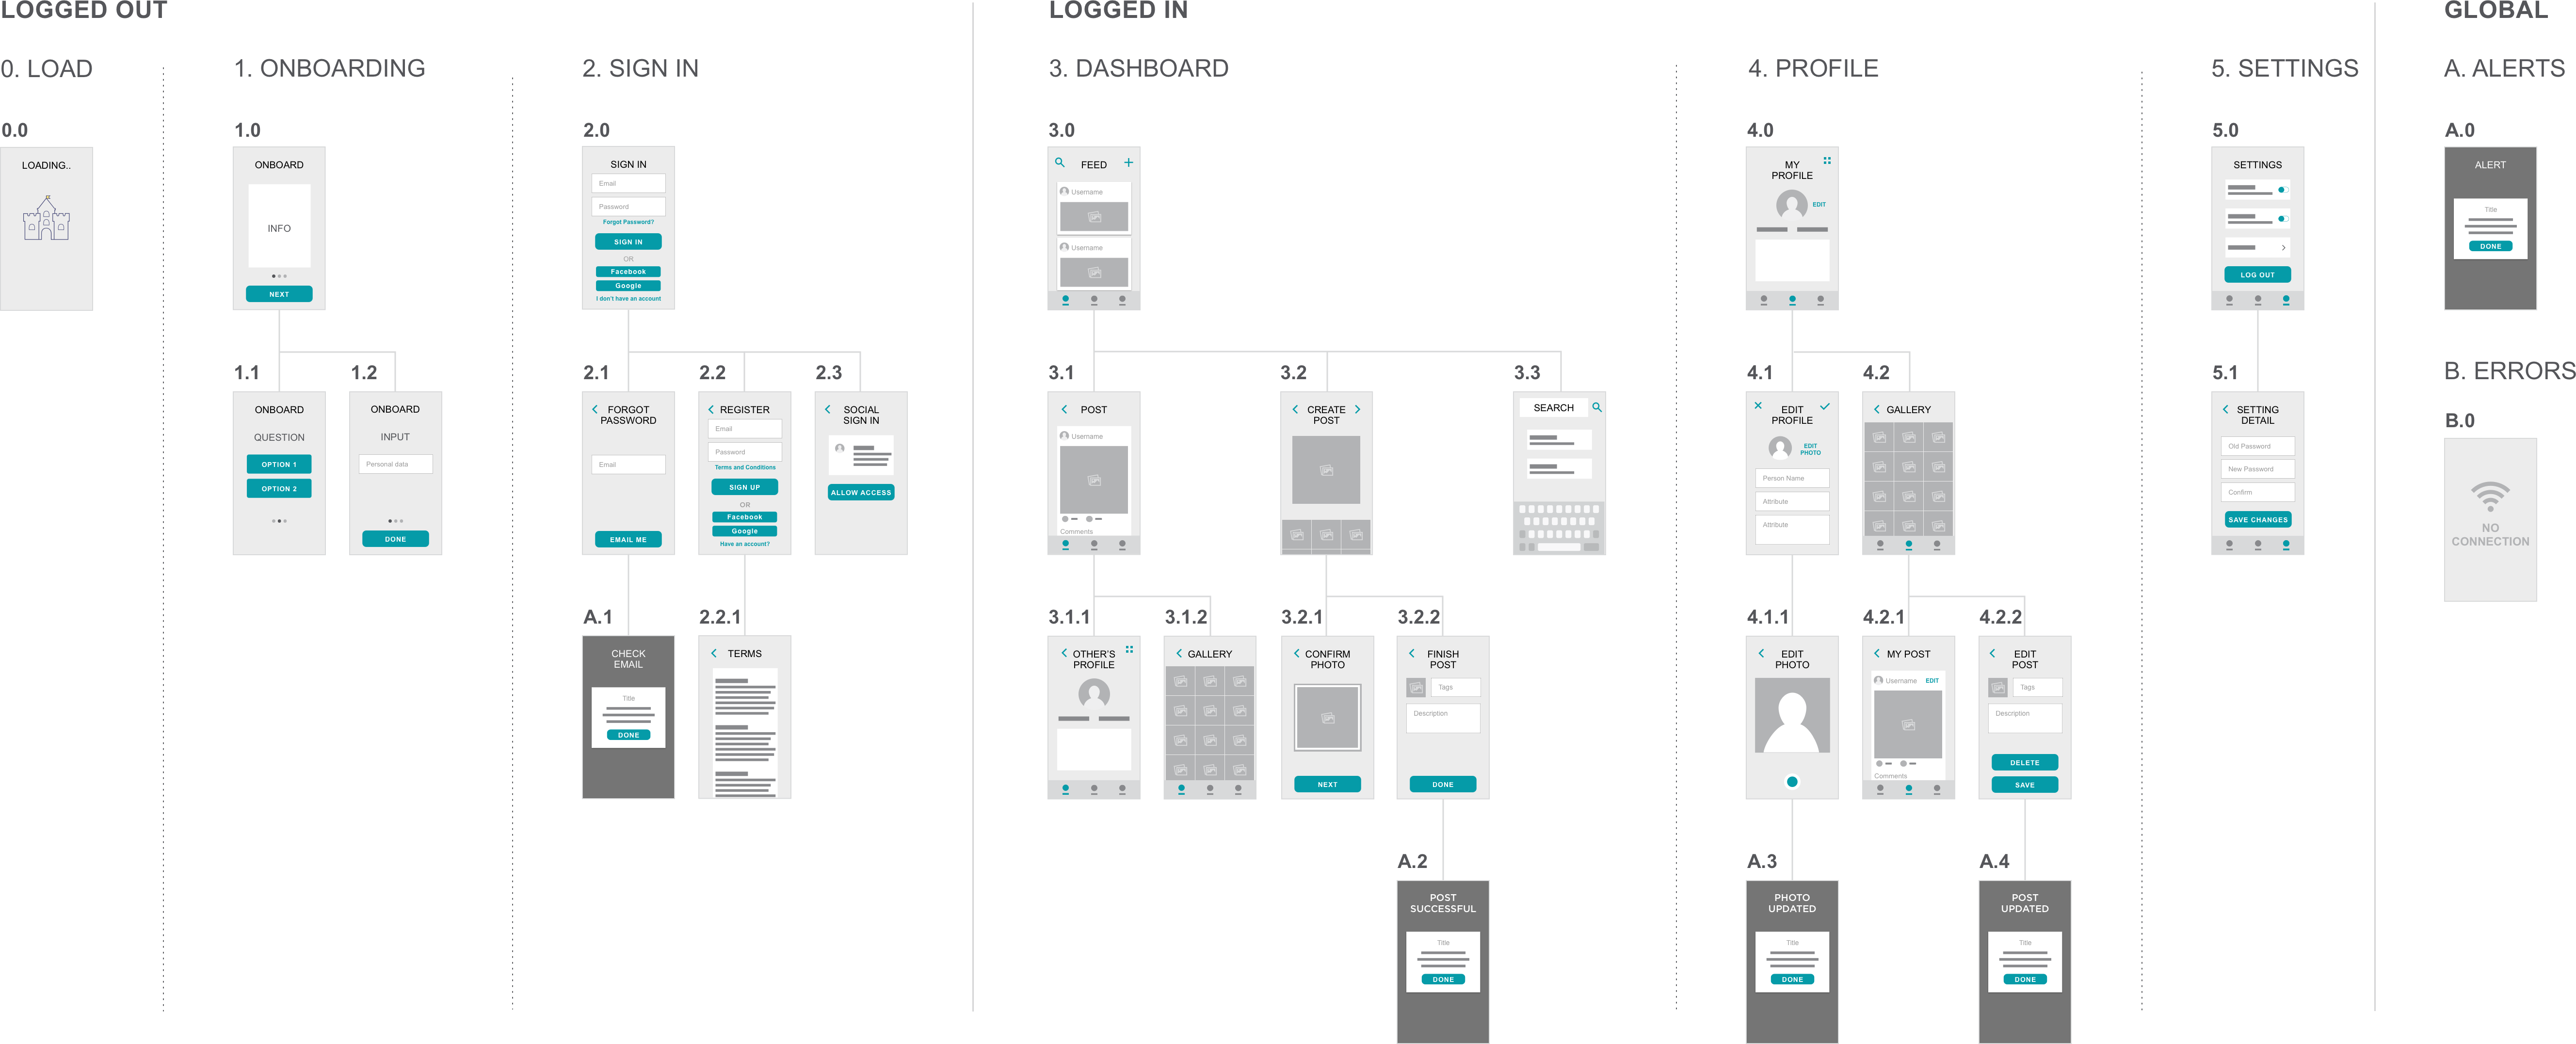 LOGGED OUT
LOGGED IN
GLOBAL
0. LOAD
1. ONBOARDING
2. SIGN IN
3. DASHBOARD
4. PROFILE
5. SETTINGS
A. ALERTS
0.0
LOADING..
1.0
ONBOARD
INFO
NEXT
2.0
SIGN IN
Email
Password
Forgot Password?
SIGN IN
OR
Facebook
Google
I don't have an account
3.0
FEED
Username
Username
4.0
MY
PROFILE
EDIT
5.0
SETTINGS
LOG OUT
A.0
ALERT
Title
DONE
1.1
ONBOARD
QUESTION
OPTION 1
OPTION 2
1.2
ONBOARD
INPUT
Personal data
DONE
2.1
FORGOT
PASSWORD
Email
EMAIL ME
2.2
REGISTER
Email
Password
Terms and Conditions
SIGN UP
OR
Facebook
Google
Have an account?
2.3
SOCIAL
SIGN IN
ALLOW ACCESS
3.1
POST
Username
Comments
3.2
CREATE
POST
3.3
SEARCH
4.1
EDIT
PROFILE
EDIT
PHOTO
Person Name
Attribute
Attribute
4.2
GALLERY
5.1
SETTING
DETAIL
Old Password
New Password
Confirm
SAVE CHANGES
B. ERRORS
B.0
NO
CONNECTION
A.1
CHECK
EMAIL
Title
DONE
2.2.1
TERMS
3.1.1
OTHER'S
PROFILE
3.1.2
GALLERY
3.2.1
CONFIRM
PHOTO
NEXT
3.2.2
FINISH
POST
Tags
Description
DONE
4.1.1
EDIT
PHOTO
4.2.1
MY POST
Username
EDIT
Comments
4.2.2
EDIT
POST
Tags
Description
DELETE
SAVE
A.2
POST
SUCCESSFUL
Title
DONE
A.3
PHOTO
UPDATED
Title
DONE
A.4
POST
UPDATED
Title
DONE